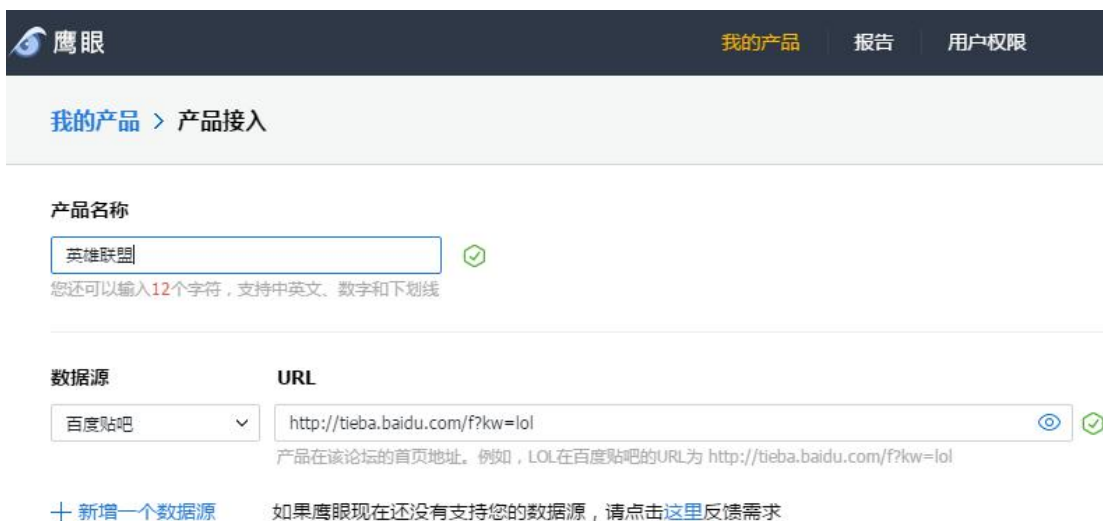 鹰眼 我的产品 报告 用户权限
我的产品 > 产品接入
产品名称
英雄联盟
您还可以输入12个字符，支持中英文、数字和下划线
数据源 URL
百度贴吧 http://tieba.baidu.com/f?kw=lol
产品在该论坛的首页地址。例如，LOL在百度贴吧的URL为 http://tieba.baidu.com/f?kw=lol
+ 新增一个数据源 如果鹰眼现在还没有支持您的数据源，请点击这里反馈需求